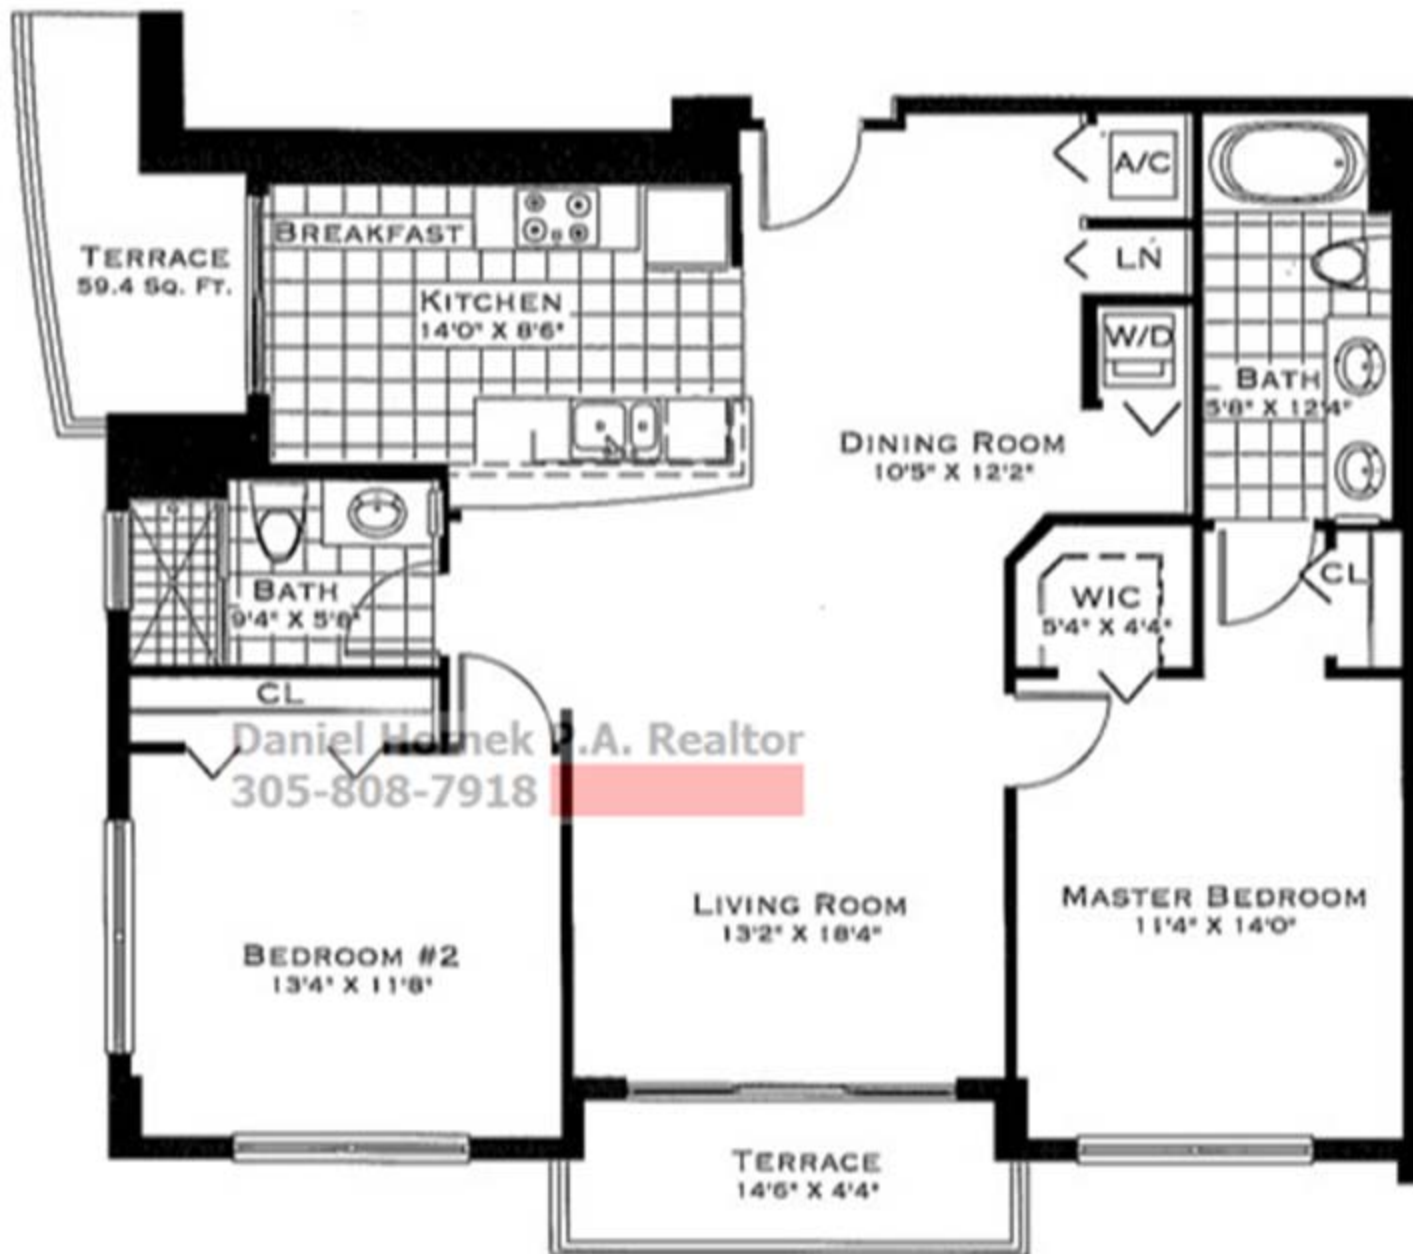 A/C
BREAKFAST
TERRACE
59.4 SQ. FT.
LN
KITCHEN
14'0" X 8'6"
W/D
BATH
5'8" X 12'4"
DINING ROOM
10'5" X 12'2"
BATH
9'4" X 5'8"
WIC
5'4" X 4'4"
CL
CL
Daniel P.A. Realtor
305-808-7918
LIVING ROOM
13'2" X 18'4"
MASTER BEDROOM
11'4" X 14'0"
BEDROOM #2
13'4" X 11'8"
TERRACE
14'6" X 4'4"